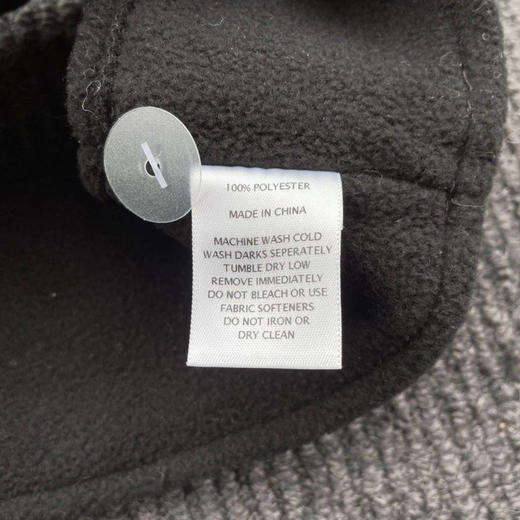 100% POLYESTER
MADE IN CHINA
MACHINE WASH COLD
WASH DARKS SEPERATELY
TUMBLE DRY LOW
REMOVE IMMEDIATELY
DO NOT BLEACH OR USE
FABRIC SOFTENERS
DO NOT IRON OR
DRY CLEAN